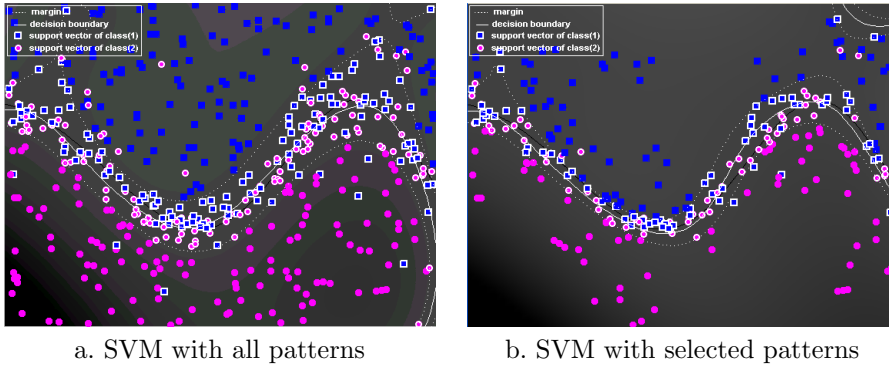 margin
decision boundary
support vector of class(1)
support vector of class(2)
margin
decision boundary
support vector of class(1)
support vector of class(2)
a. SVM with all patterns
b. SVM with selected patterns